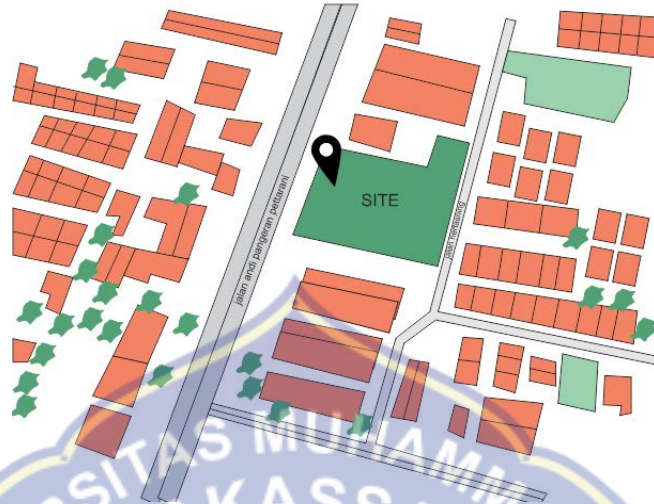 SITE
jalan andi pangeran pettarani
jalan hertasning
SITAS MUHAMM
KASS